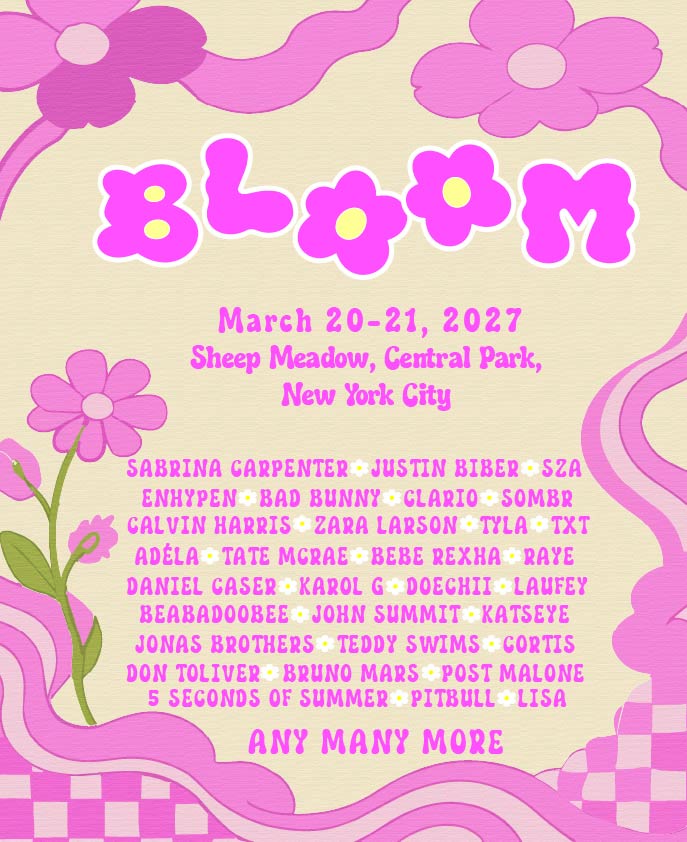 BLOOM
March 20-21, 2027
Sheep Meadow, Central Park,
New York City
SABRINA CARPENTER JUSTIN BIBER SZA
ENHYPEN BAD BUNNY CLARIO SOMBR
CALVIN HARRIS ZARA LARSON TYLA TXT
ADÉLA TATE MCRAE BEBE REXHA RAYE
DANIEL CASER KAROL G DOECHII LAUFEY
BEABADOOBEE JOHN SUMMIT KATSEYE
JONAS BROTHERS TEDDY SWIMS CORTIS
DON TOLIVER BRUNO MARS POST MALONE
5 SECONDS OF SUMMER PITBULL LISA
ANY MANY MORE